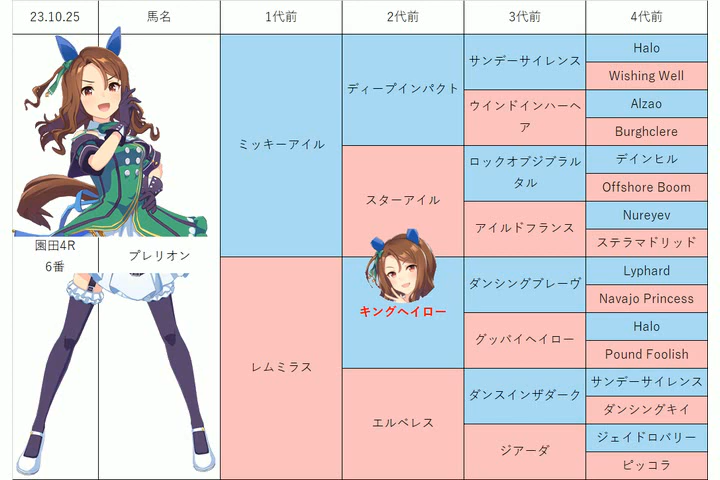 23.10.25 馬名 1代前 2代前 3代前 4代前
園田4R
6番
プレリオン
ミッキーアイル
レムミラス
ディープインパクト
スターアイル
キングヘイロー
エルベレス
サンデーサイレンス
ウインドインハーヘ
ア
ロックオブジブラル
タル
アイルドフランス
ダンシングブレーヴ
グッバイヘイロー
ダンスインザダーク
ジアーダ
Halo
Wishing Well
Alzao
Burghclere
デインヒル
Offshore Boom
Nureyev
ステラマドリッド
Lyphard
Navajo Princess
Halo
Pound Foolish
サンデーサイレンス
ダンシングキイ
ジェイドロバリー
ピッコラ